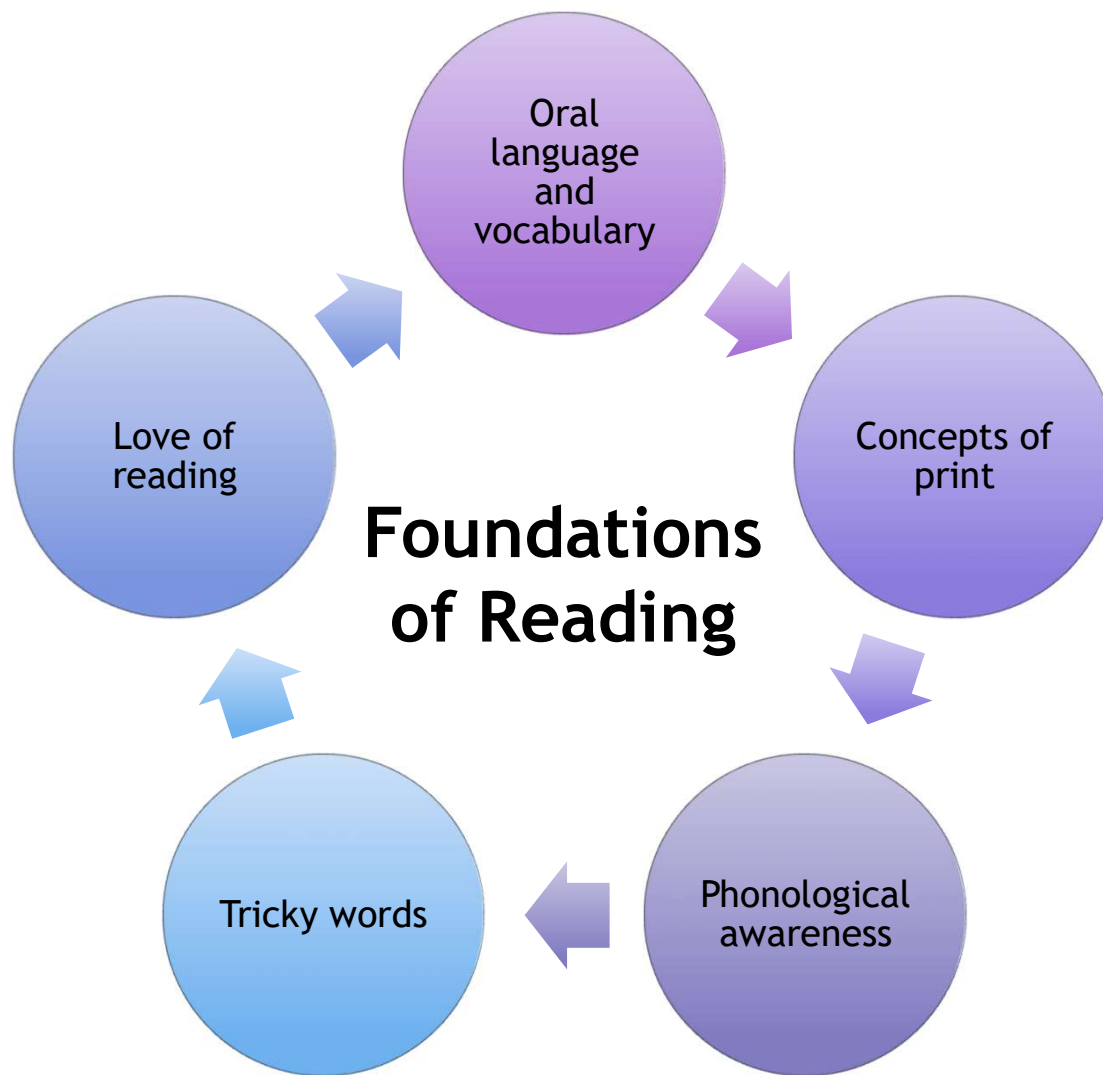 Oral
language
and
vocabulary
Concepts of
print
Phonological
awareness
Tricky words
Love of
reading
Foundations
of Reading